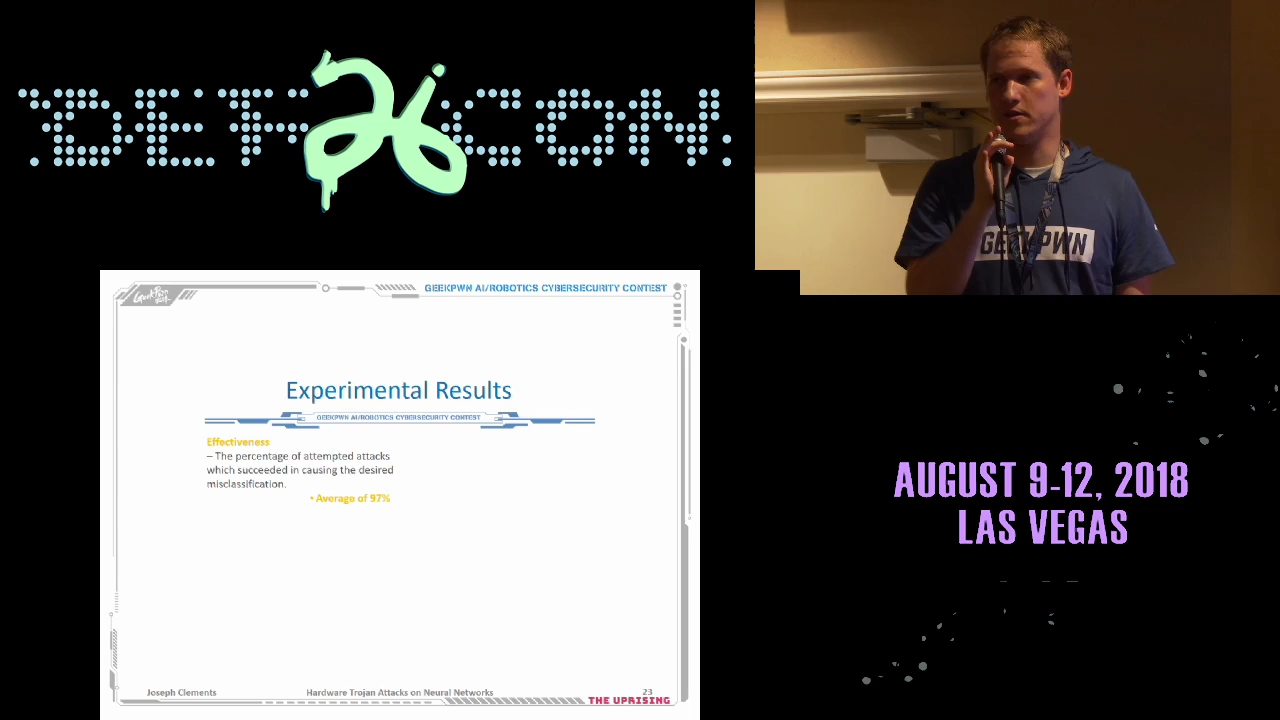 DEF CON
26
GEEKPWN
GeekPwn
GEEKPWN AI/ROBOTICS CYBERSECURITY CONTEST
Experimental Results
GEEKPWN AI/ROBOTICS CYBERSECURITY CONTEST
Effectiveness
– The percentage of attempted attacks
which succeeded in causing the desired
misclassification.
• Average of 97%
Joseph Clements
Hardware Trojan Attacks on Neural Networks
23
THE UPRISING
AUGUST 9-12, 2018
LAS VEGAS